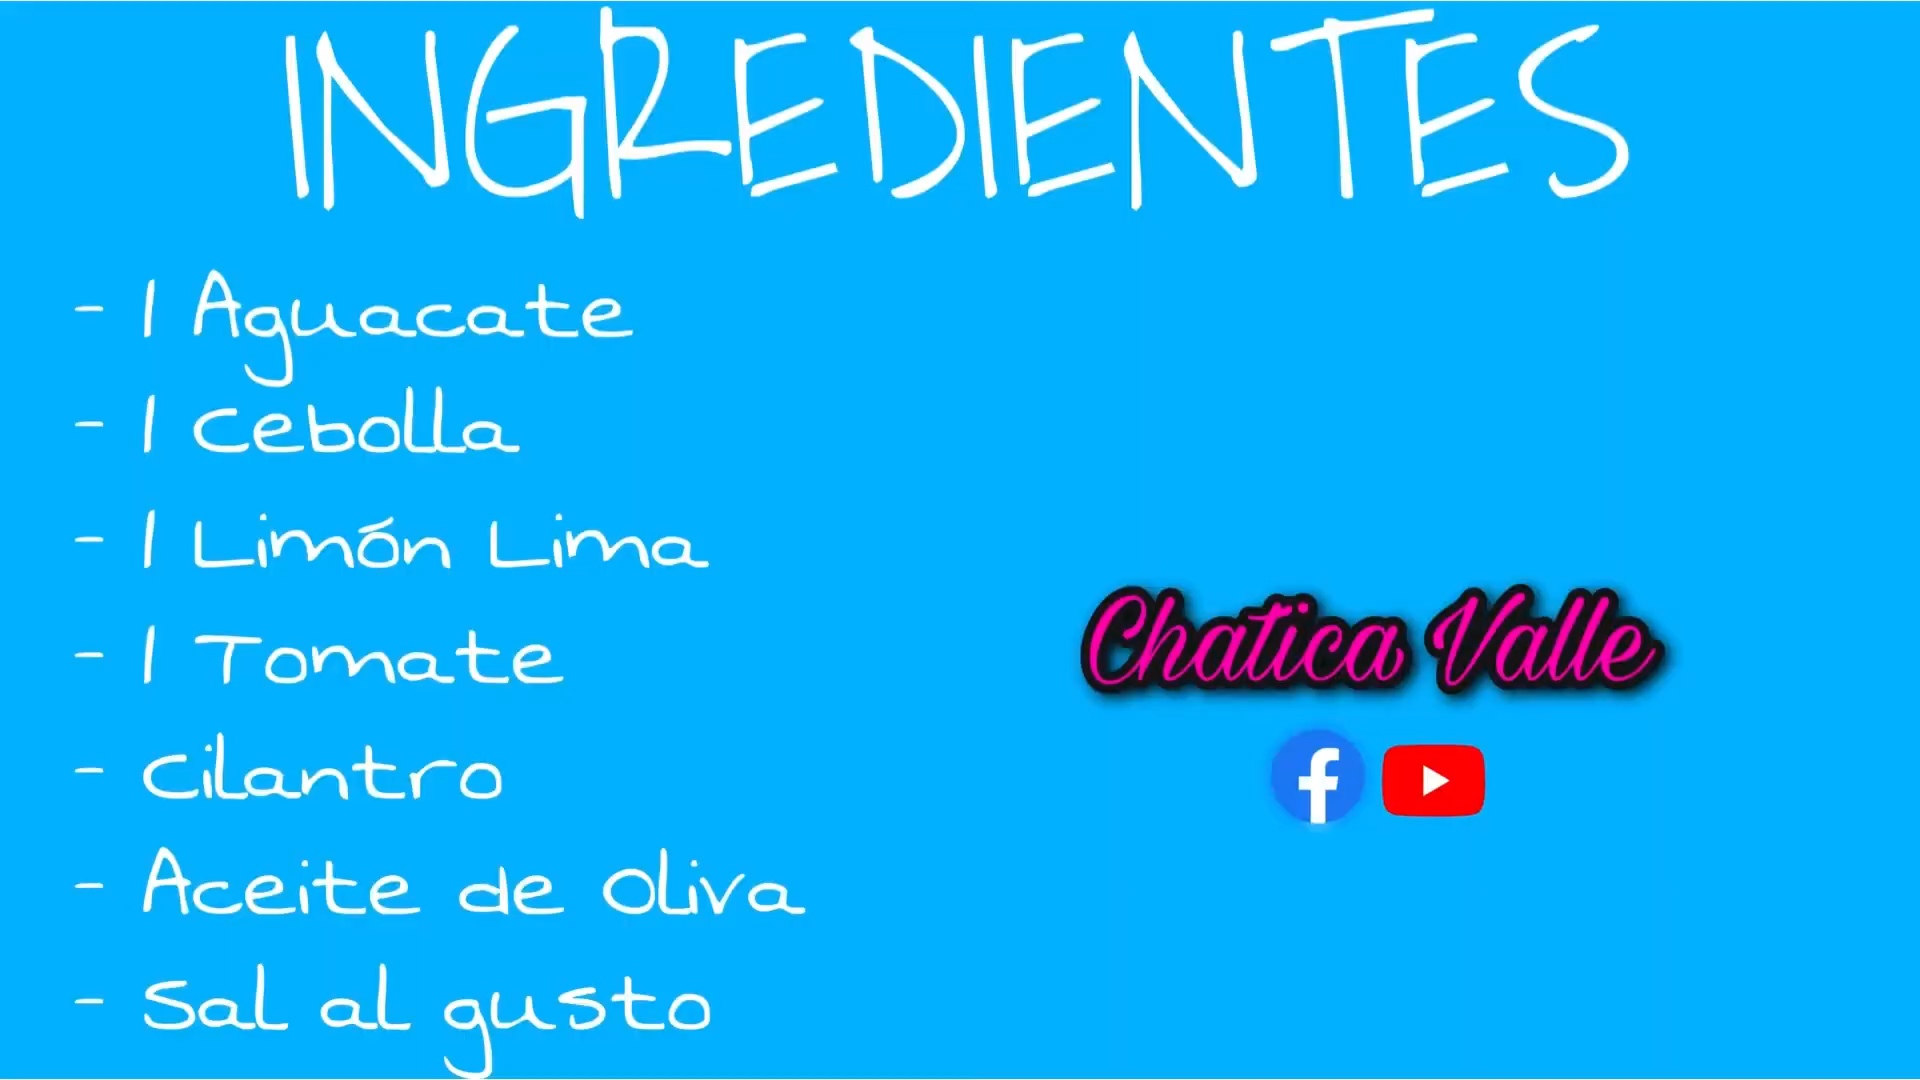 INGREDIENTES
- 1 Aguacate
- 1 Cebolla
- 1 Limón Lima
- 1 Tomate
- Cilantro
- Aceite de Oliva
- Sal al gusto
Chatica Valle